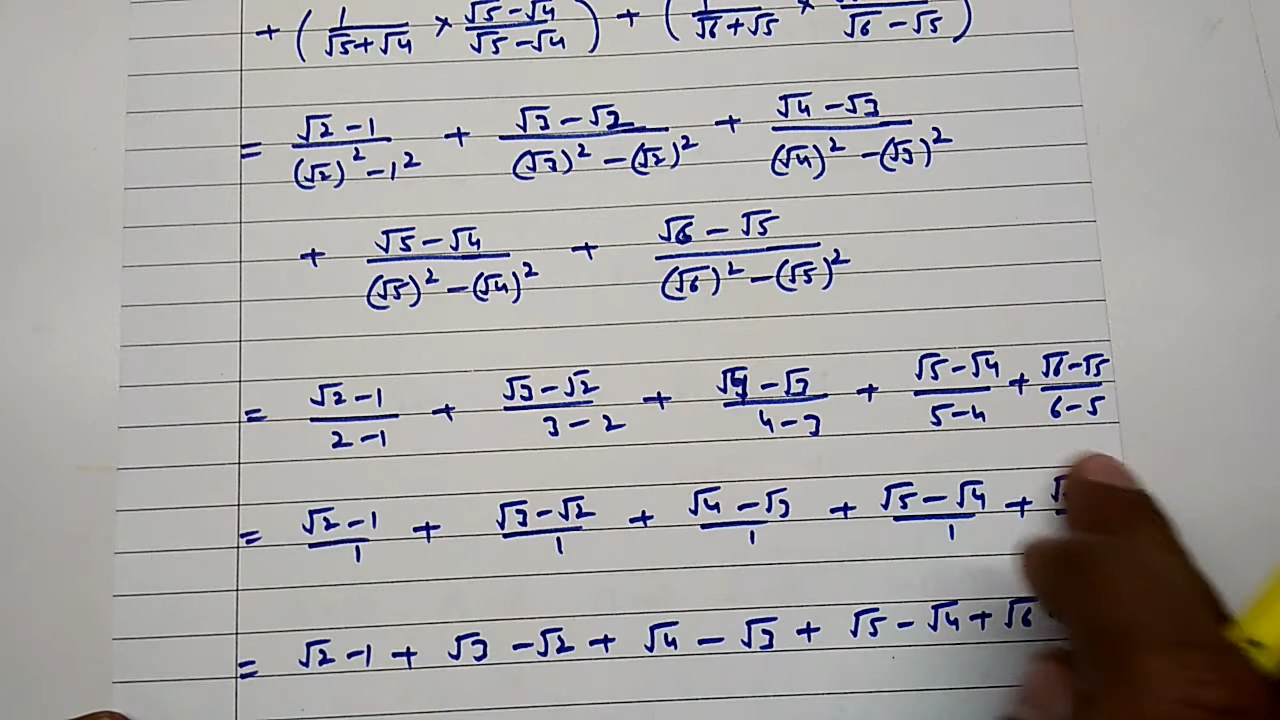 + (1/(√5+√4) × (√5-√4)/(√5-√4)) + (1/(√6+√5) × /(√6-√5))
= (√2-1)/((√2)²-1²) + (√3-√2)/((√3)²-(√2)²) + (√4-√3)/((√4)²-(√3)²)
+ (√5-√4)/((√5)²-(√4)²) + (√6-√5)/((√6)²-(√5)²)
= (√2-1)/(2-1) + (√3-√2)/(3-2) + (√4-√3)/(4-3) + (√5-√4)/(5-4) + (√6-√5)/(6-5)
= (√2-1)/1 + (√3-√2)/1 + (√4-√3)/1 + (√5-√4)/1 +
= √2-1 + √3-√2 + √4-√3 + √5-√4+√6